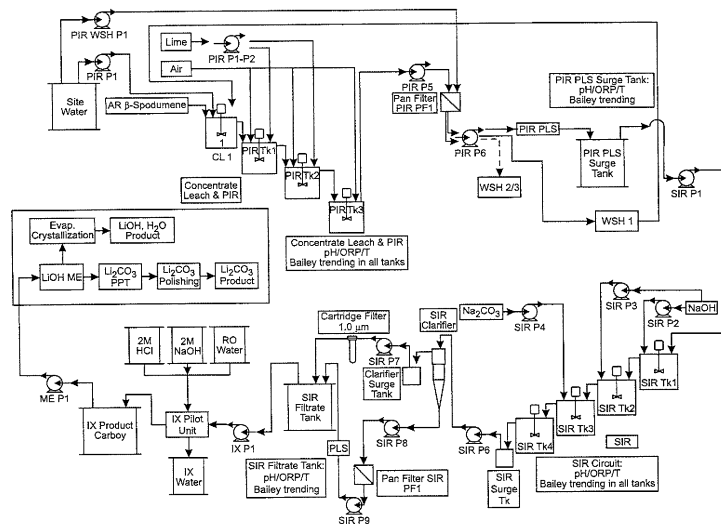 PIR WSH P1
PIR P1
Site
Water
Lime
PIR P1-P2
Air
AR β-Spodumene
1
CL 1
PIR Tk1
PIR Tk2
PIR Tk3
Concentrate
Leach & PIR
Concentrate Leach & PIR
pH/ORP/T
Bailey trending in all tanks
PIR P5
Pan Filter
PIR PF1
PIR P6
PIR PLS
WSH 2/3
WSH 1
PIR PLS Surge Tank:
pH/ORP/T
Bailey trending
PIR PLS
Surge
Tank
SIR P1
Evap.
Crystallization
LiOH, H2O
Product
LiOH ME
Li2CO3
PPT
Li2CO3
Polishing
Li2CO3
Product
ME P1
IX Product
Carboy
2M
HCl
2M
NaOH
RO
Water
IX Pilot
Unit
IX
Water
IX P1
Cartridge Filter
1.0 μm
SIR
Filtrate
Tank
SIR Filtrate Tank:
pH/ORP/T
Bailey trending
PLS
SIR P9
Pan Filter SIR
PF1
SIR P8
SIR P7
Clarifier
Surge
Tank
SIR
Clarifier
Na2CO3
SIR P4
SIR P6
SIR
Surge
Tk
SIR Tk4
SIR Tk3
SIR Tk2
SIR Tk1
SIR P3
SIR P2
NaOH
SIR
SIR Circuit:
pH/ORP/T
Bailey trending in all tanks